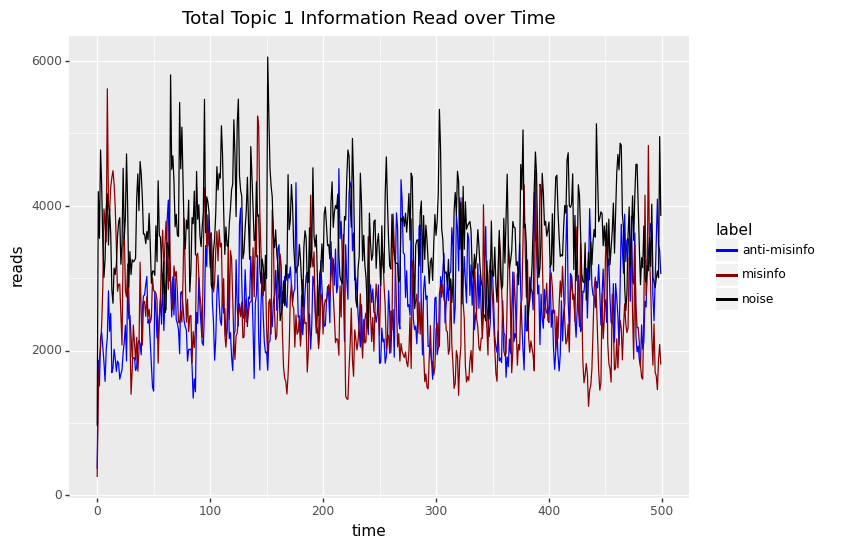 Total Topic 1 Information Read over Time
reads
6000
4000
2000
0
0 100 200 300 400 500
time
label
anti-misinfo
misinfo
noise